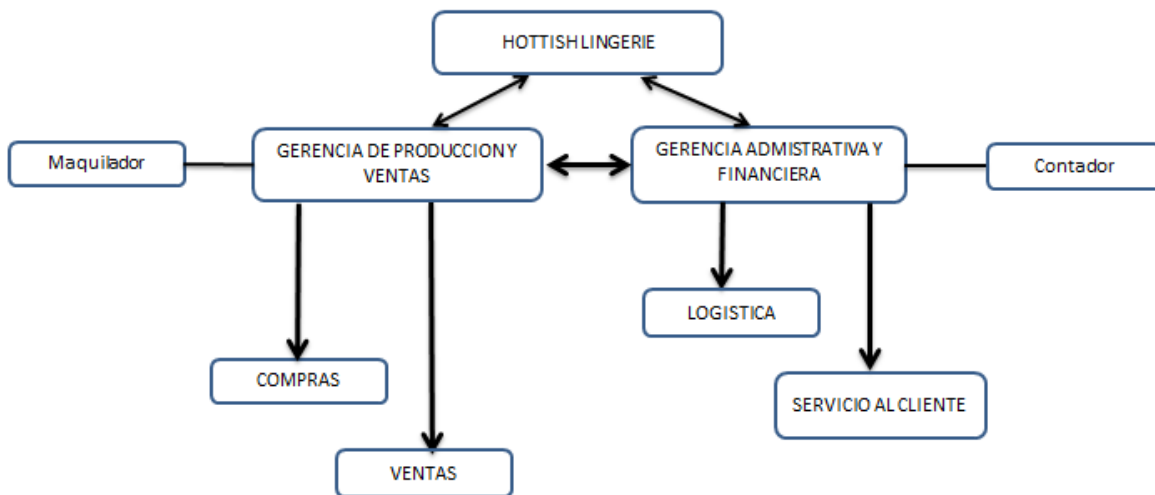 HOTTISH LINGERIE
Maquilador
GERENCIA DE PRODUCCION Y
VENTAS
GERENCIA ADMISTRATIVA Y
FINANCIERA
Contador
LOGISTICA
COMPRAS
SERVICIO AL CLIENTE
VENTAS